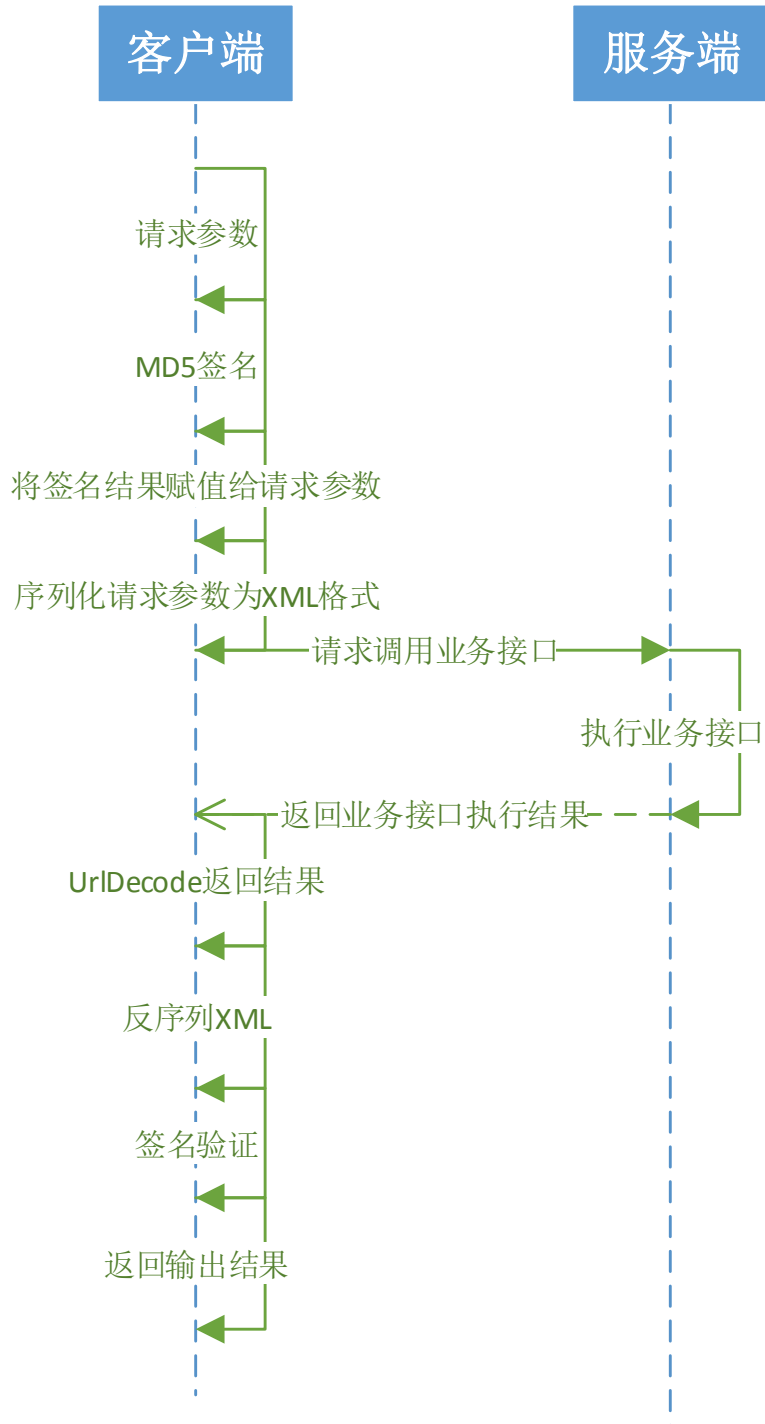 客户端
服务端
请求参数
MD5签名
将签名结果赋值给请求参数
序列化请求参数为XML格式
请求调用业务接口
执行业务接口
返回业务接口执行结果
UrlDecode返回结果
反序列XML
签名验证
返回输出结果